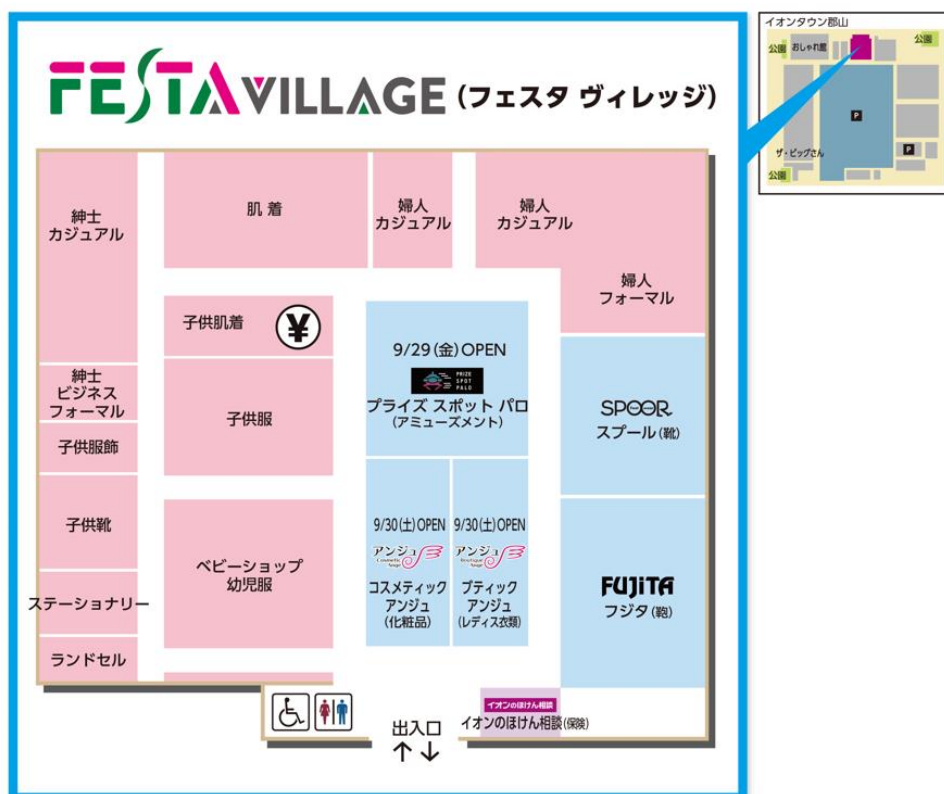 FESTA VILLAGE (フェスタ ヴィレッジ)
イオンタウン郡山
公園
おしゃれ館
公園
P
ザ・ビッグさん
P
公園
紳士
カジュアル
肌着
婦人
カジュアル
婦人
カジュアル
婦人
フォーマル
子供肌着
¥
9/29(金)OPEN
PRIZE
SPOT
PALO
プライズ スポット パロ
(アミューズメント)
紳士
ビジネス
フォーマル
子供服
SPOOR
スプール(靴)
子供服飾
子供靴
9/30(土)OPEN
アンジュ
Cosmetic
Ange
コスメティック
アンジュ
(化粧品)
9/30(土)OPEN
アンジュ
Boutique
Ange
ブティック
アンジュ
(レディス衣類)
ベビーショップ
幼児服
FUJITA
フジタ(鞄)
ステーショナリー
ランドセル
出入口
↑↓
イオンのほけん相談
イオンのほけん相談(保険)